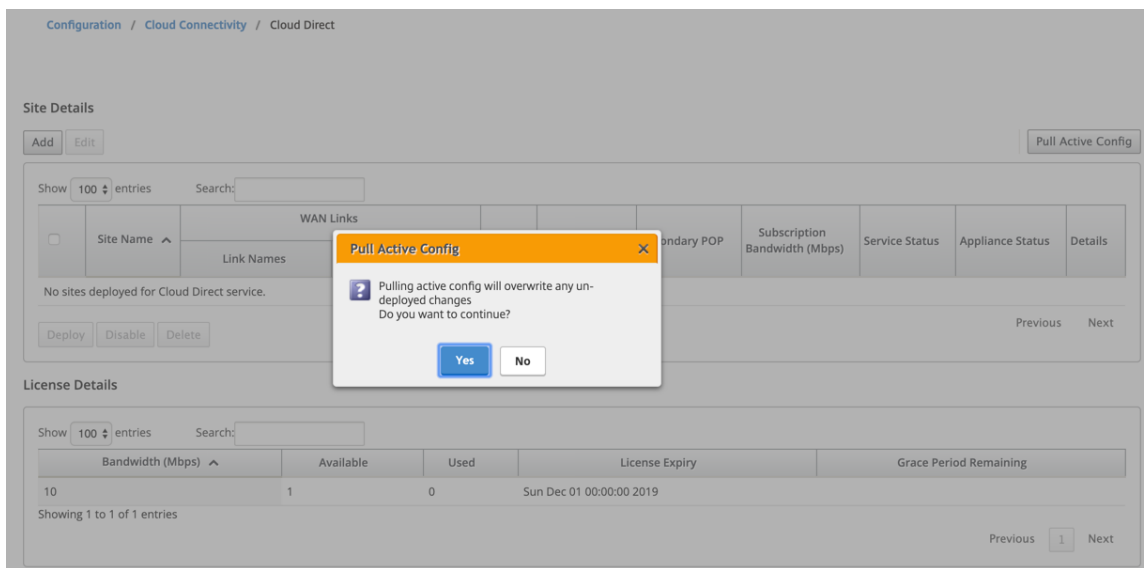 Configuration / Cloud Connectivity / Cloud Direct
Site Details
Add Edit Pull Active Config
Show 100 entries Search:
Site Name WAN Links Subscription Bandwidth (Mbps) Service Status Appliance Status Details
Link Names POP
No sites deployed for Cloud Direct service.
Deploy Disable Delete Previous Next
Pull Active Config
Pulling active config will overwrite any un-
deployed changes
Do you want to continue?
Yes No
License Details
Show 100 entries Search:
Bandwidth (Mbps) Available Used License Expiry Grace Period Remaining
10 1 0 Sun Dec 01 00:00:00 2019
Showing 1 to 1 of 1 entries
Previous 1 Next